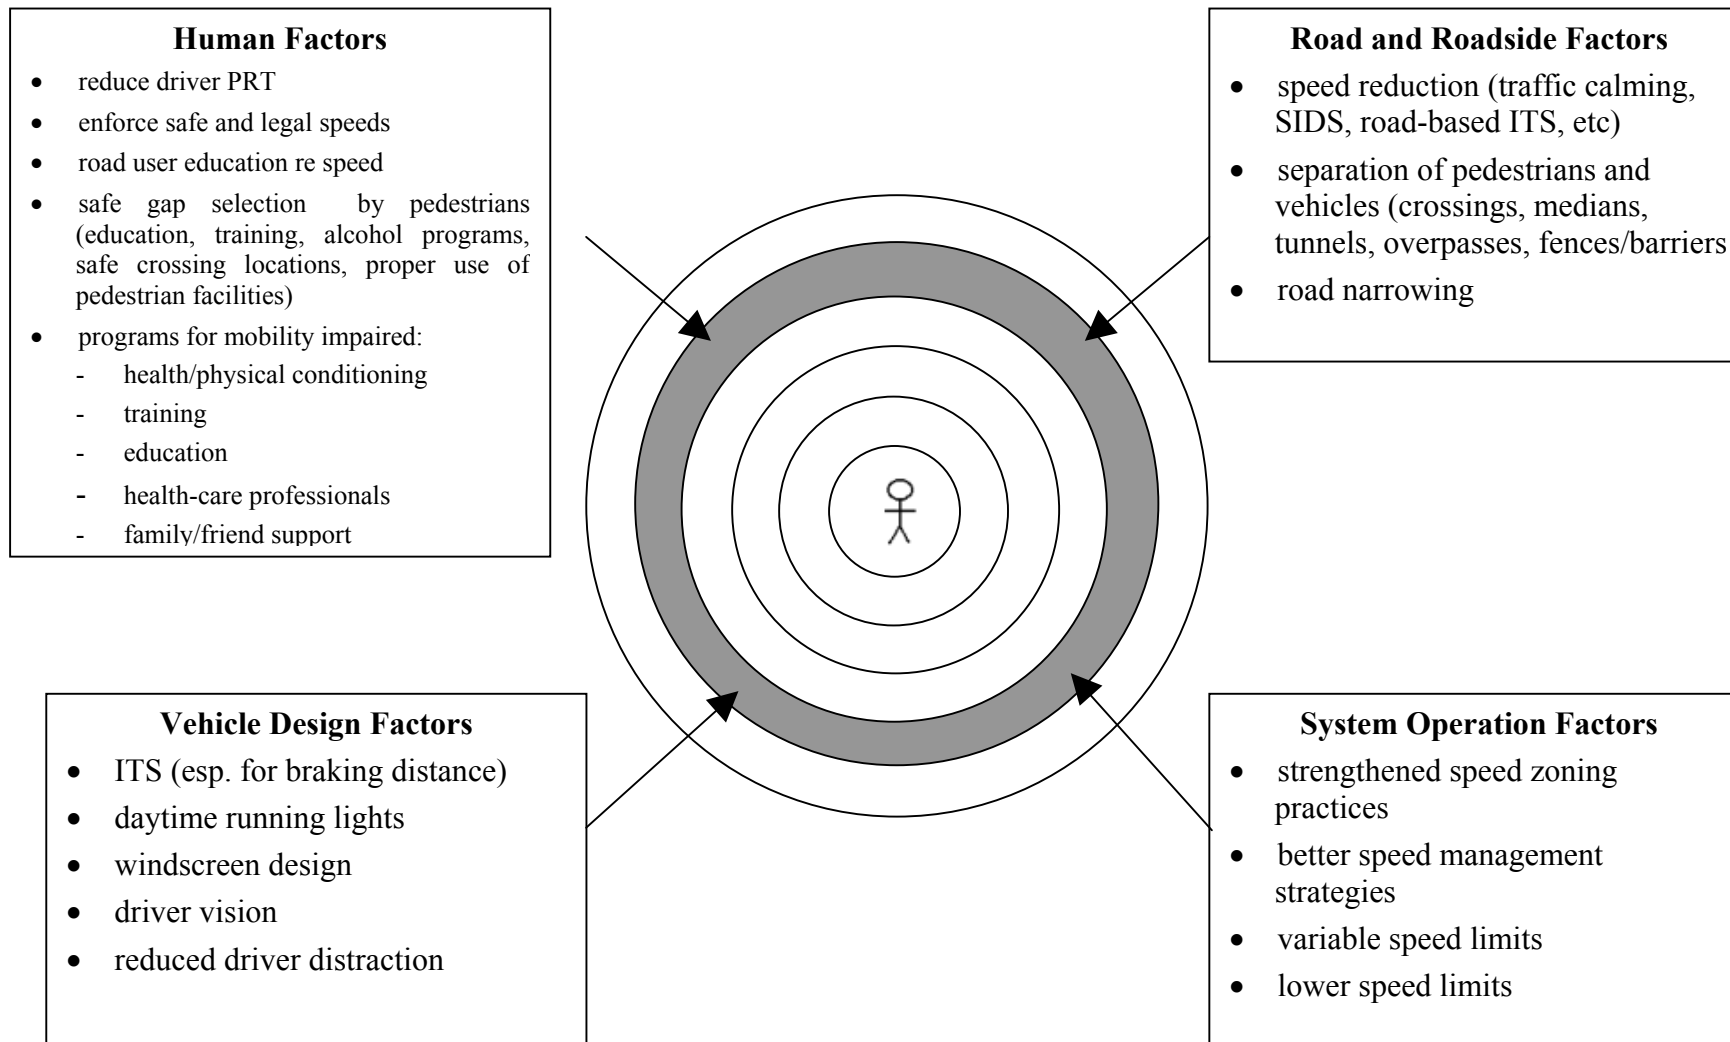 Human Factors
• reduce driver PRT
• enforce safe and legal speeds
• road user education re speed
• safe gap selection by pedestrians
(education, training, alcohol programs,
safe crossing locations, proper use of
pedestrian facilities)
• programs for mobility impaired:
- health/physical conditioning
- training
- education
- health-care professionals
- family/friend support
Road and Roadside Factors
• speed reduction (traffic calming,
SIDS, road-based ITS, etc)
• separation of pedestrians and
vehicles (crossings, medians,
tunnels, overpasses, fences/barriers
• road narrowing
Vehicle Design Factors
• ITS (esp. for braking distance)
• daytime running lights
• windscreen design
• driver vision
• reduced driver distraction
System Operation Factors
• strengthened speed zoning
practices
• better speed management
strategies
• variable speed limits
• lower speed limits